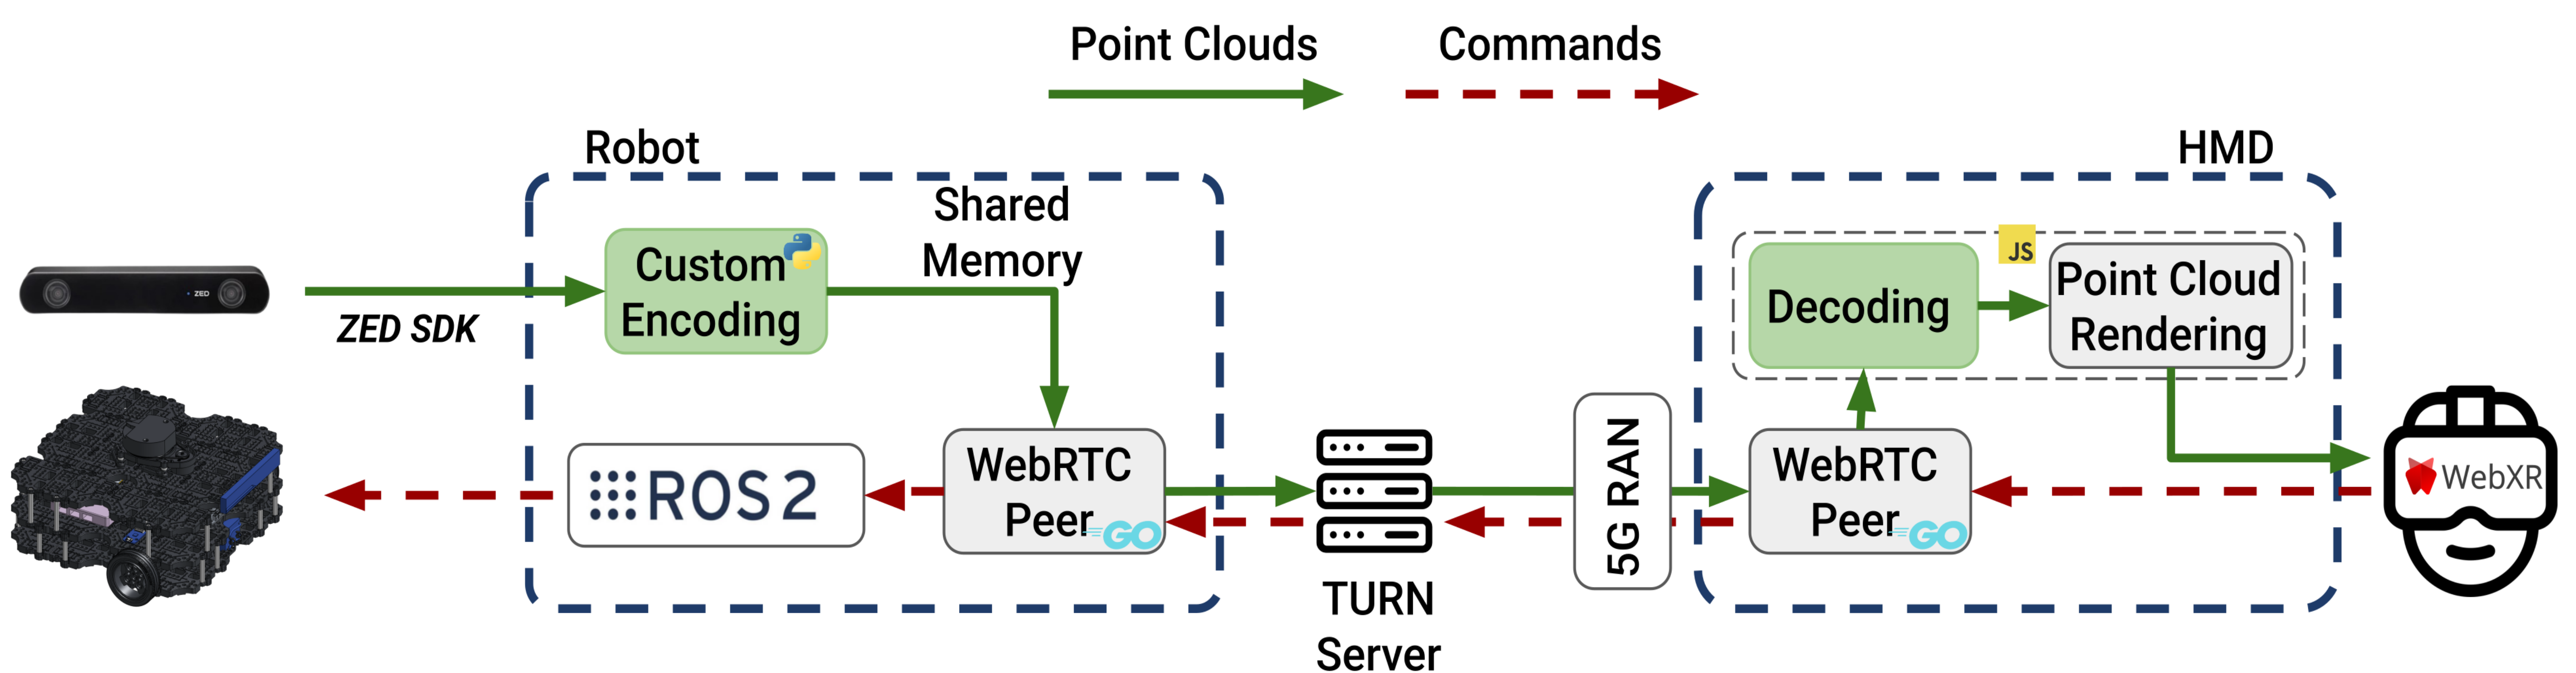 Point Clouds
Commands
Robot
HMD
Shared
Memory
Custom
Encoding
JS
Decoding
Point Cloud
Rendering
ZED
ZED SDK
ROS 2
WebRTC
Peer
GO
TURN
Server
5G RAN
WebRTC
Peer
GO
WebXR